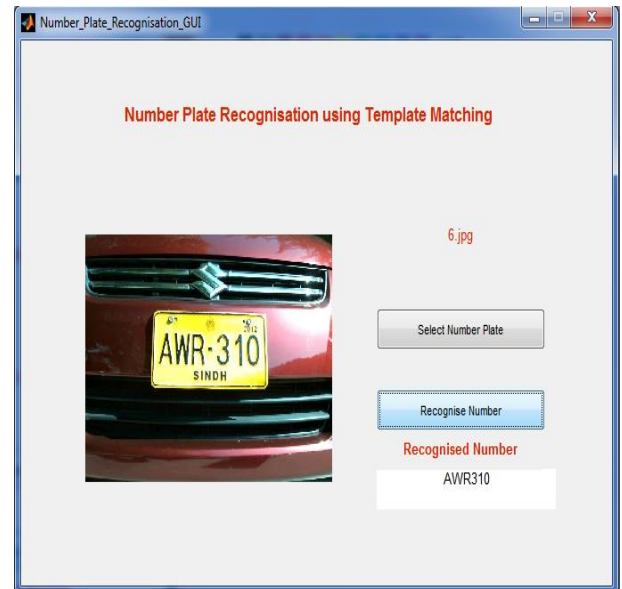 Number_Plate_Recognisation_GUI
Number Plate Recognisation using Template Matching
6.jpg
2012
AWR-310
SINDH
Select Number Plate
Recognise Number
Recognised Number
AWR310